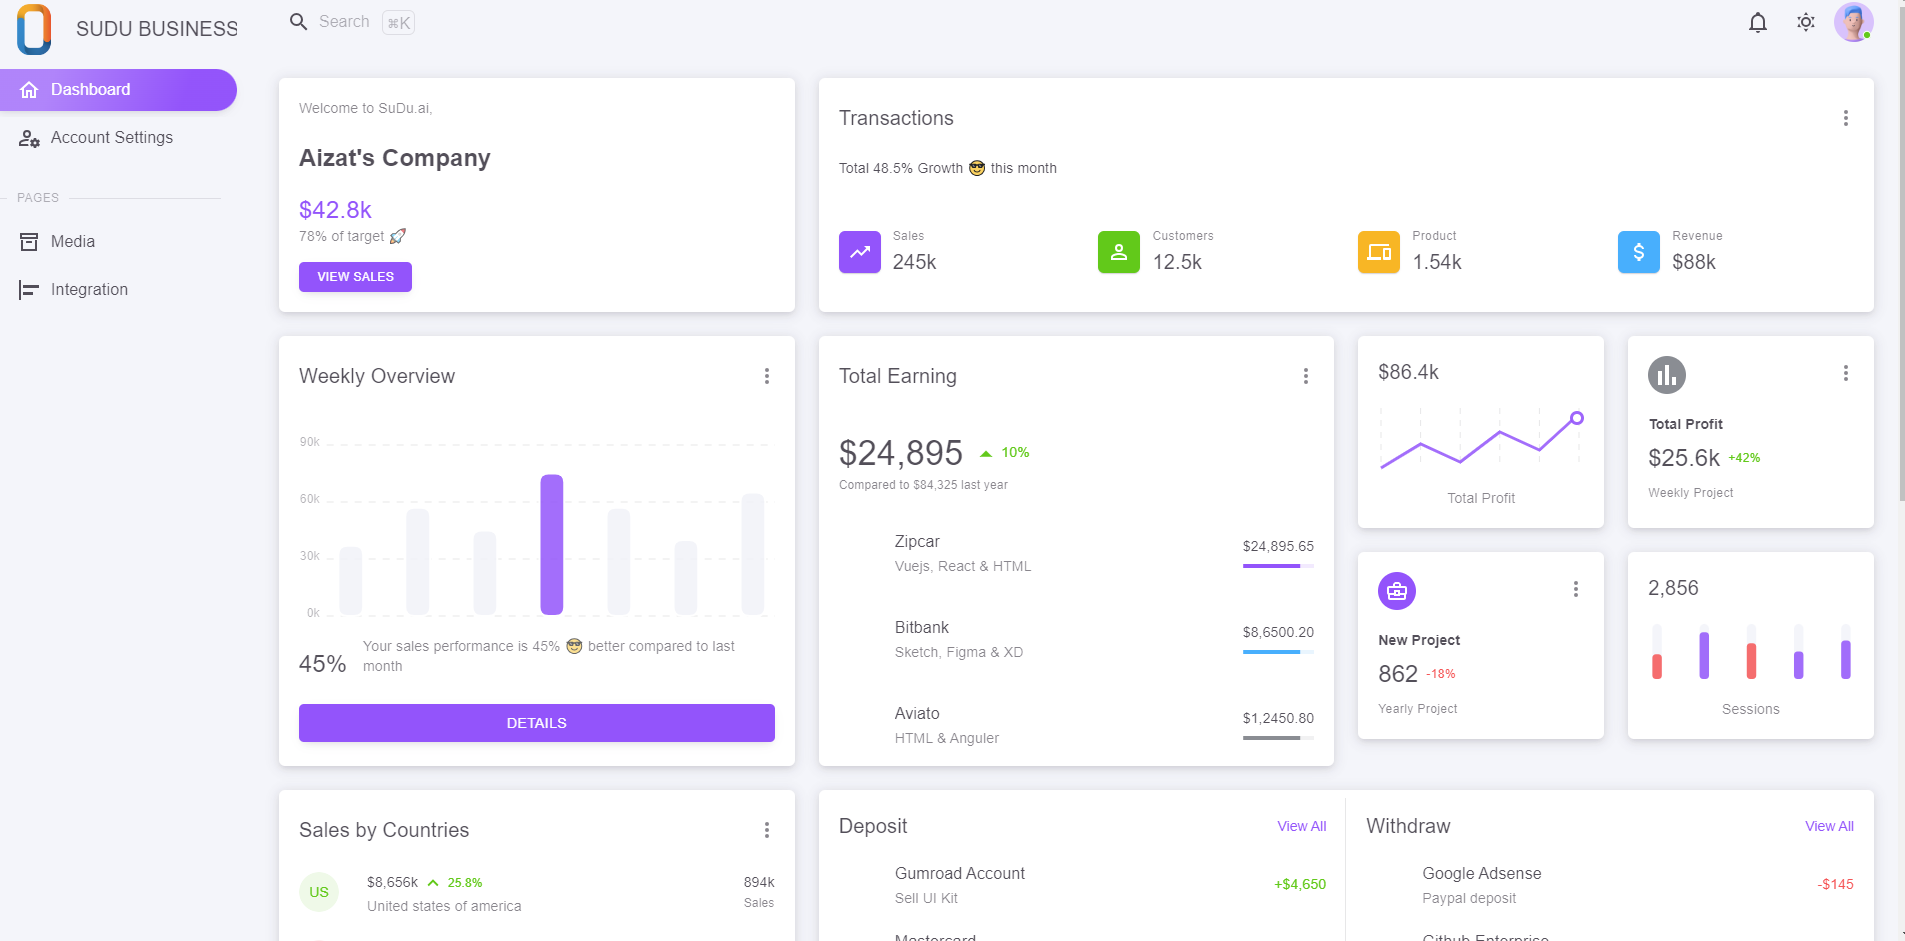 SUDU BUSINESS
Search ⌘K
Dashboard
Account Settings
PAGES
Media
Integration
Welcome to SuDu.ai,
Aizat's Company
$42.8k
78% of target 🚀
VIEW SALES
Transactions
Total 48.5% Growth 😎 this month
Sales
245k
Customers
12.5k
Product
1.54k
Revenue
$88k
Weekly Overview
90k
60k
30k
0k
45%
Your sales performance is 45% 😎 better compared to last
month
DETAILS
Total Earning
$24,895 10%
Compared to $84,325 last year
Zipcar
Vuejs, React & HTML
$24,895.65
Bitbank
Sketch, Figma & XD
$8,6500.20
Aviato
HTML & Anguler
$1,2450.80
$86.4k
Total Profit
Total Profit
$25.6k +42%
Weekly Project
New Project
862 -18%
Yearly Project
2,856
Sessions
Sales by Countries
US
$8,656k 25.8%
United states of america
894k
Sales
Deposit View All
Gumroad Account
Sell UI Kit
+$4,650
Mastercard
Withdraw View All
Google Adsense
Paypal deposit
-$145
Github Enterprise